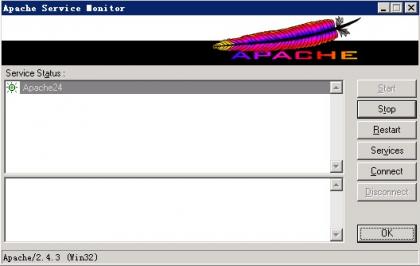 Apache Service Monitor
APACHE
Service Status :
Apache24
Start
Stop
Restart
Services
Connect
Disconnect
OK
Apache/2.4.3 (Win32)